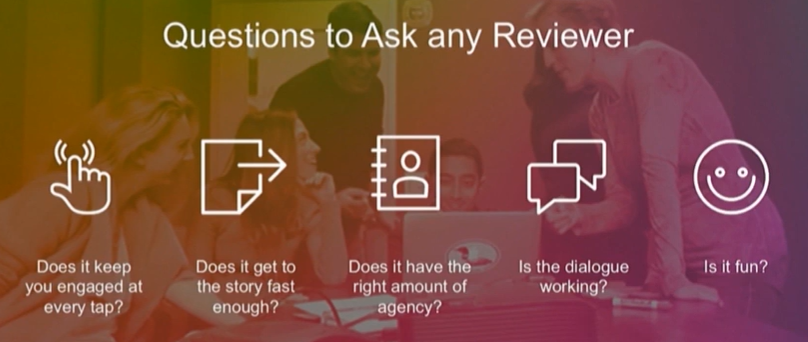 Questions to Ask any Reviewer
Does it keep
you engaged at
every tap?
Does it get to
the story fast
enough?
Does it have the
right amount of
agency?
Is the dialogue
working?
Is it fun?